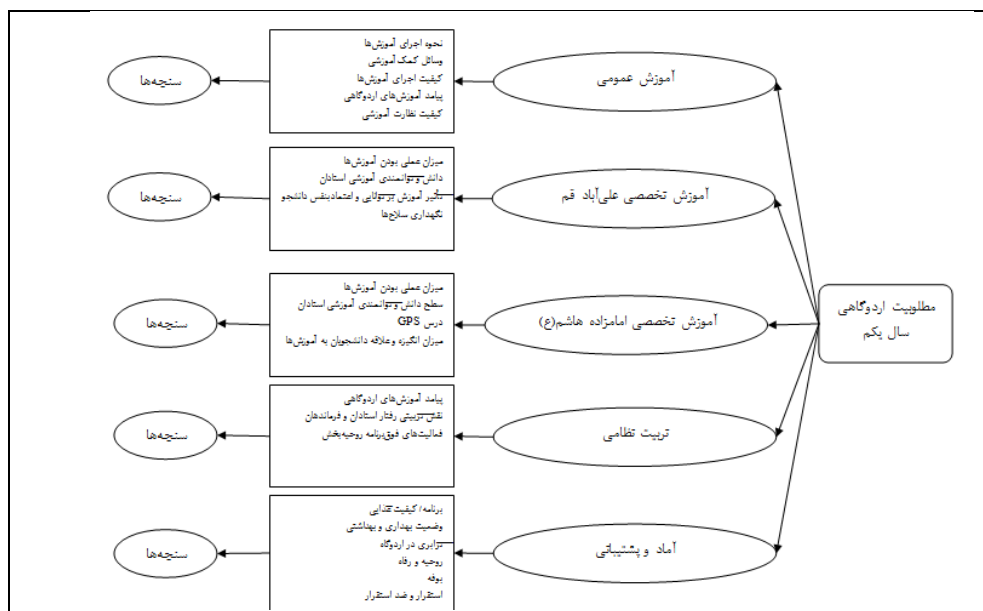 مطلوبیت اردوگاهی
سال یکم
آموزش عمومی
نحوه اجرای آموزش‌ها
وسائل کمک آموزشی
کیفیت اجرای آموزش‌ها
پیامد آموزش‌های اردوگاهی
کیفیت نظارت آموزشی
سنجه‌ها
آموزش تخصصی علی‌آباد قم
میزان عملی بودن آموزش‌ها
دانش و توانمندی آموزشی استادان
تأثیر آموزش بر توانایی و اعتمادبنفس دانشجو
نگهداری سلاح‌ها
سنجه‌ها
آموزش تخصصی امامزاده هاشم(ع)
میزان عملی بودن آموزش‌ها
سطح دانش و توانمندی آموزشی استادان
درس GPS
میزان انگیزه و علاقه دانشجویان به آموزش‌ها
سنجه‌ها
تربیت نظامی
پیامد آموزش‌های اردوگاهی
نقش تربیتی رفتار استادان و فرماندهان
فعالیت‌های فوق‌برنامه روحیه‌بخش
سنجه‌ها
آماد و پشتیبانی
برنامه/ کیفیت غذایی
وضعیت بهداری و بهداشتی
ترابری در اردوگاه
روحیه و رفاه
بوفه
استقرار و ضد استقرار
سنجه‌ها